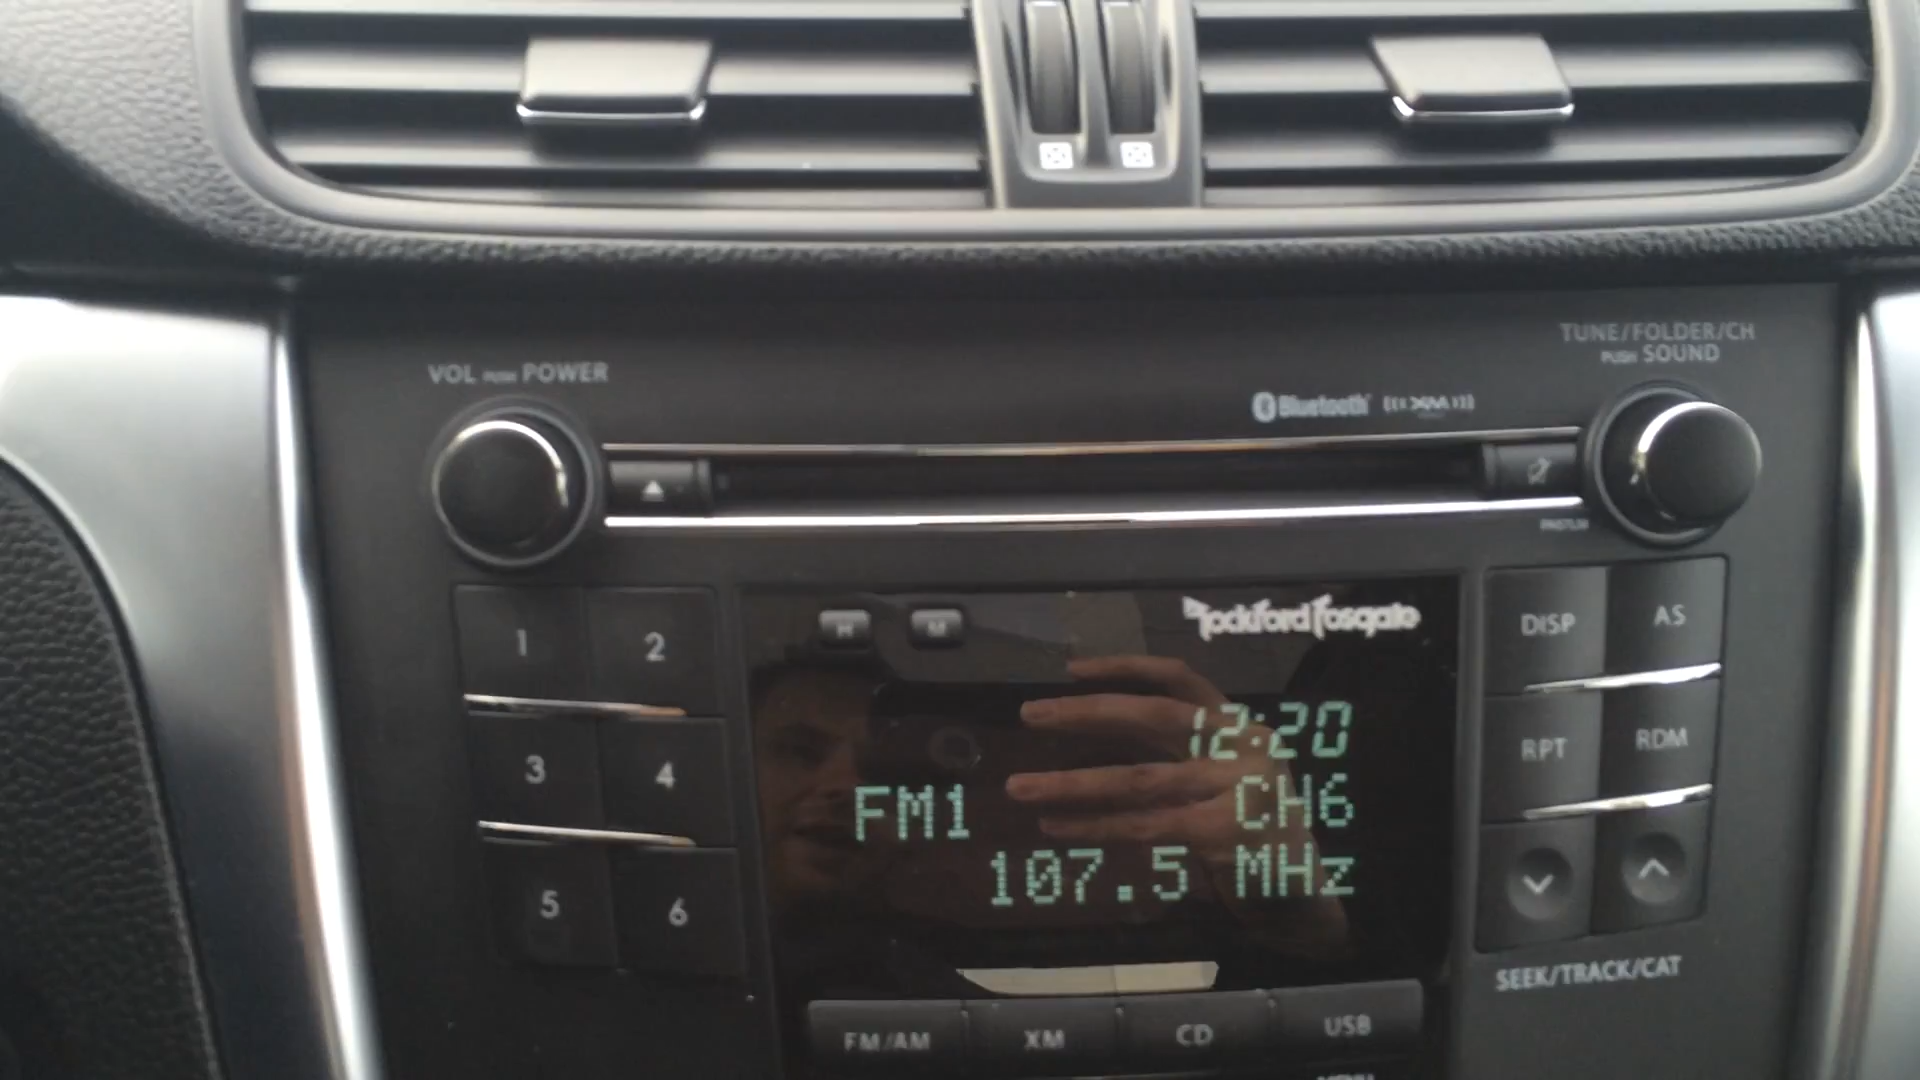 VOL PUSH POWER
TUNE/FOLDER/CH
PUSH SOUND
Bluetooth XM
1 2
3 4
5 6
H M
Rockford Fosgate
12:20
FM1 CH6
107.5 MHz
DISP AS
RPT RDM
SEEK/TRACK/CAT
FM/AM XM CD USB